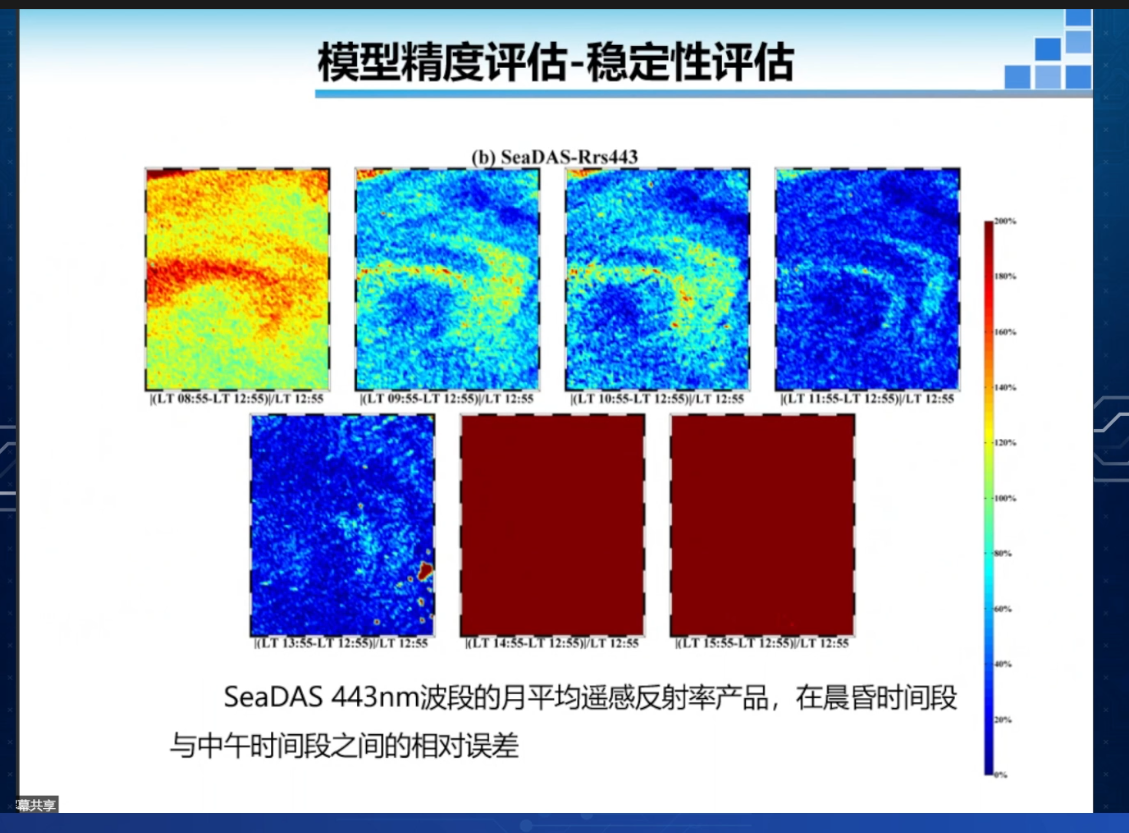 模型精度评估-稳定性评估
(b) SeaDAS-Rrs443
|(LT 08:55-LT 12:55)|/LT 12:55
|(LT 09:55-LT 12:55)|/LT 12:55
|(LT 10:55-LT 12:55)|/LT 12:55
|(LT 11:55-LT 12:55)|/LT 12:55
|(LT 13:55-LT 12:55)|/LT 12:55
|(LT 14:55-LT 12:55)|/LT 12:55
|(LT 15:55-LT 12:55)|/LT 12:55
200%
180%
160%
140%
120%
100%
80%
60%
40%
20%
0%
SeaDAS 443nm波段的月平均遥感反射率产品，在晨昏时间段
与中午时间段之间的相对误差
幕共享